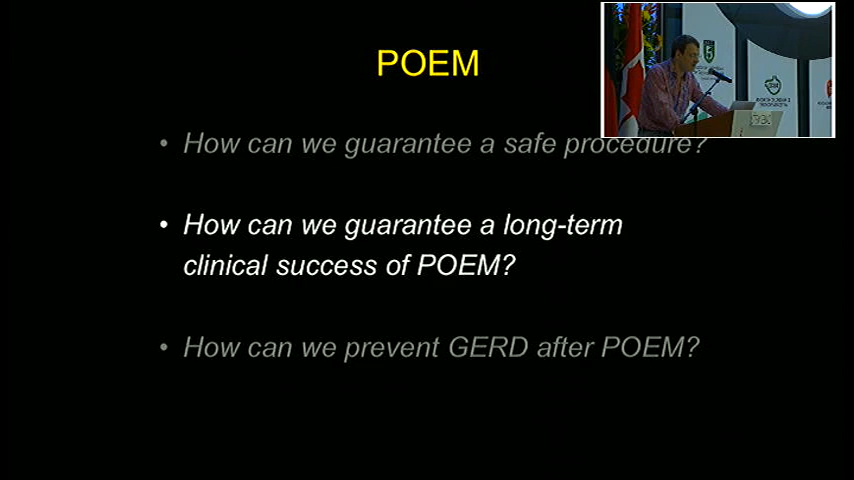 POEM
• How can we guarantee a safe procedure?
• How can we guarantee a long-term
clinical success of POEM?
• How can we prevent GERD after POEM?